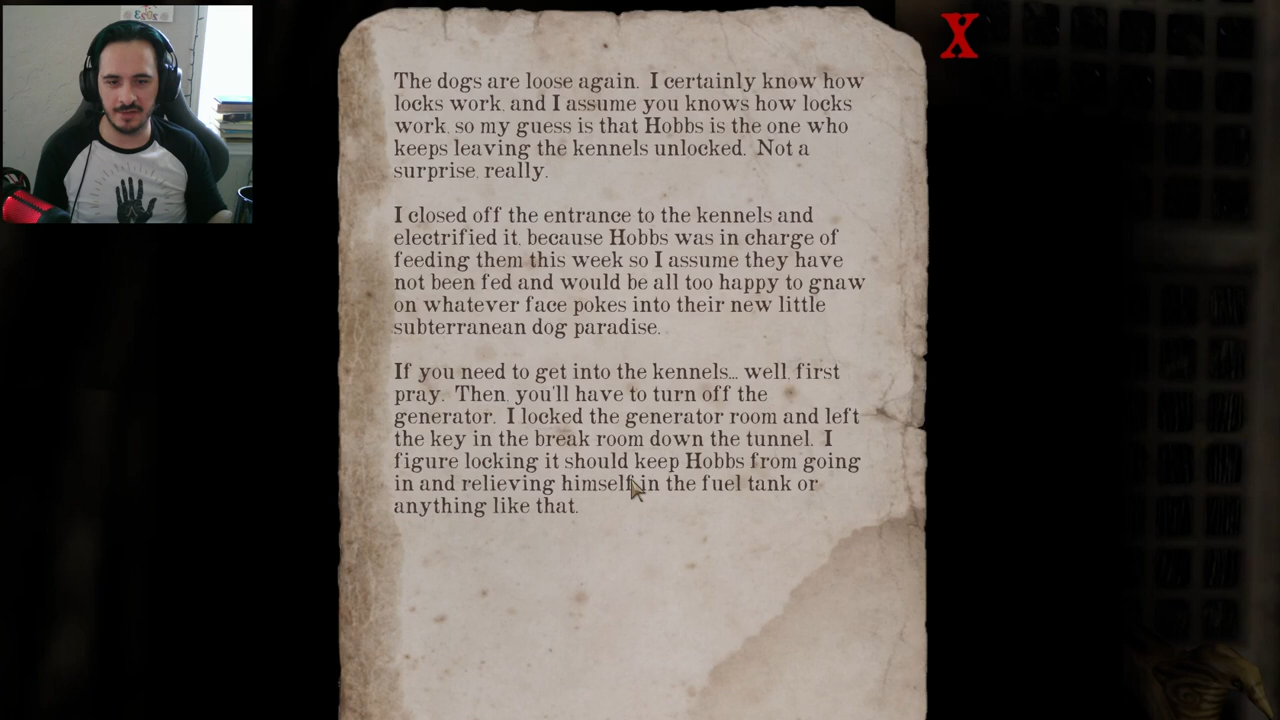 The dogs are loose again. I certainly know how
locks work, and I assume you knows how locks
work, so my guess is that Hobbs is the one who
keeps leaving the kennels unlocked. Not a
surprise, really.
I closed off the entrance to the kennels and
electrified it, because Hobbs was in charge of
feeding them this week so I assume they have
not been fed and would be all too happy to gnaw
on whatever face pokes into their new little
subterranean dog paradise.
If you need to get into the kennels... well, first
pray. Then, you'll have to turn off the
generator. I locked the generator room and left
the key in the break room down the tunnel. I
figure locking it should keep Hobbs from going
in and relieving himself in the fuel tank or
anything like that.
X
2023